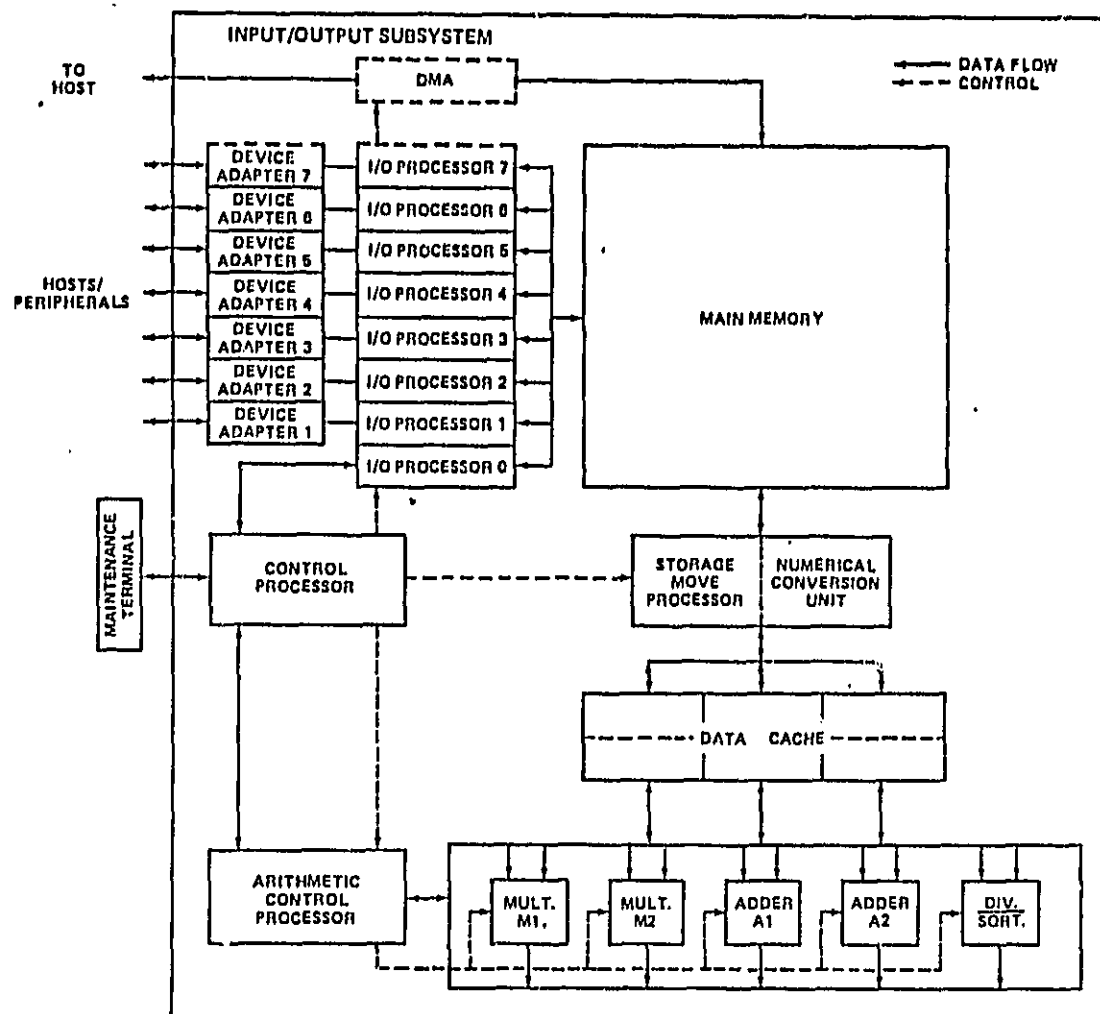 INPUT/OUTPUT SUBSYSTEM
TO
HOST
DMA
DATA FLOW
CONTROL
DEVICE
ADAPTER 7
I/O PROCESSOR 7
DEVICE
ADAPTER 6
I/O PROCESSOR 6
DEVICE
ADAPTER 5
I/O PROCESSOR 5
HOSTS/
PERIPHERALS
DEVICE
ADAPTER 4
I/O PROCESSOR 4
MAIN MEMORY
DEVICE
ADAPTER 3
I/O PROCESSOR 3
DEVICE
ADAPTER 2
I/O PROCESSOR 2
DEVICE
ADAPTER 1
I/O PROCESSOR 1
I/O PROCESSOR 0
MAINTENANCE
TERMINAL
CONTROL
PROCESSOR
STORAGE
MOVE
PROCESSOR
NUMERICAL
CONVERSION
UNIT
DATA CACHE
ARITHMETIC
CONTROL
PROCESSOR
MULT.
M1.
MULT.
M2
ADDER
A1
ADDER
A2
DIV.
SQRT.